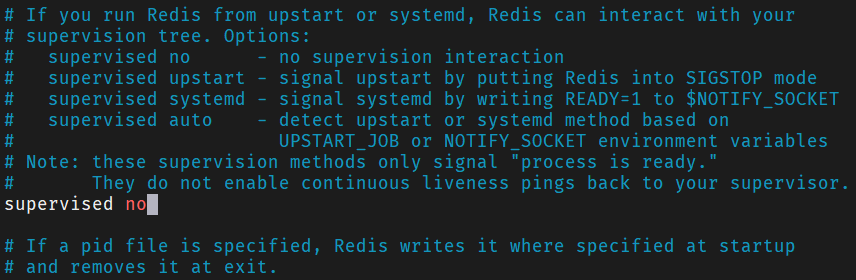 # If you run Redis from upstart or systemd, Redis can interact with your
# supervision tree. Options:
#   supervised no      - no supervision interaction
#   supervised upstart - signal upstart by putting Redis into SIGSTOP mode
#   supervised systemd - signal systemd by writing READY=1 to $NOTIFY_SOCKET
#   supervised auto    - detect upstart or systemd method based on
#                        UPSTART_JOB or NOTIFY_SOCKET environment variables
# Note: these supervision methods only signal "process is ready."
#       They do not enable continuous liveness pings back to your supervisor.
supervised no

# If a pid file is specified, Redis writes it where specified at startup
# and removes it at exit.